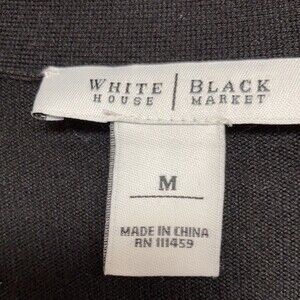 WHITE | BLACK
HOUSE | MARKET
M
MADE IN CHINA
RN 111459